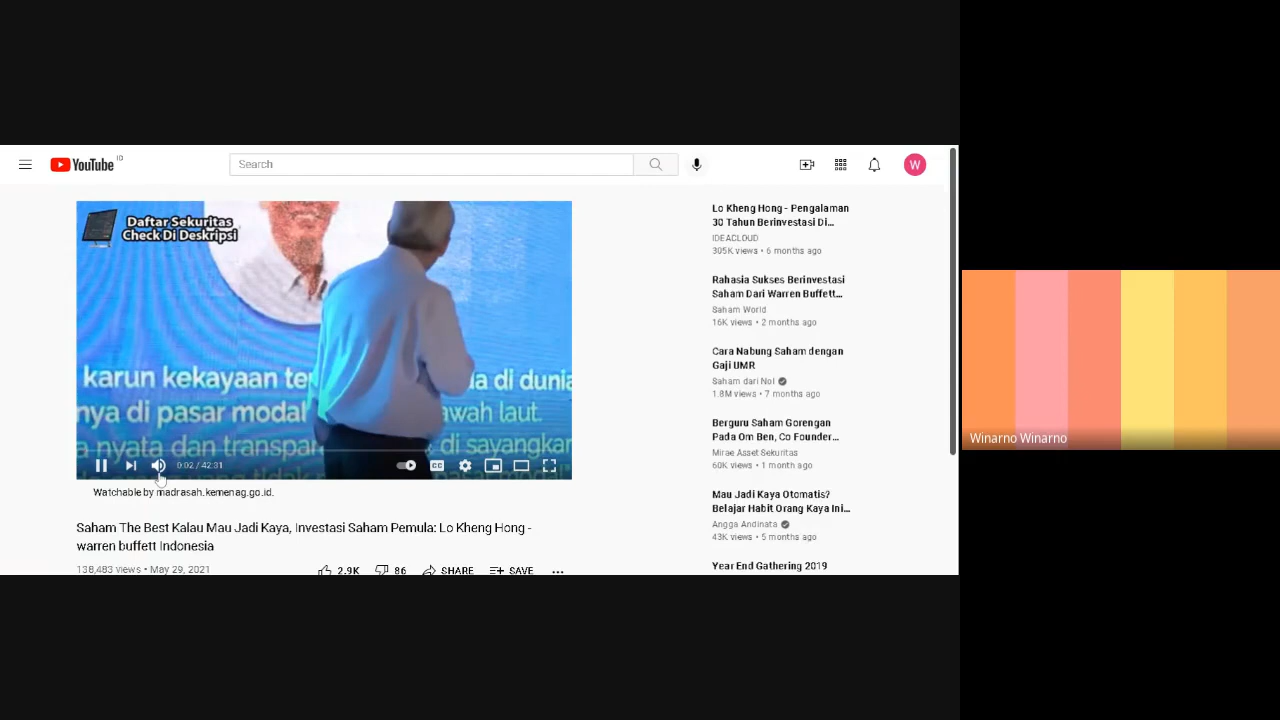 YouTube
ID
Search
W
Daftar Sekuritas
Check Di Deskripsi
karun kekayaan
di dunia
nya di pasar modal
awah laut.
nyata dan transpar
di sayangkan
0:02 / 42:31
CC
Watchable by madrasah.kemenag.go.id.
Saham The Best Kalau Mau Jadi Kaya, Investasi Saham Pemula: Lo Kheng Hong -
warren buffett Indonesia
138,483 views • May 29, 2021
2.9K
86
SHARE
SAVE
Lo Kheng Hong - Pengalaman
30 Tahun Berinvestasi Di...
IDEACLOUD
305K views • 6 months ago
Rahasia Sukses Berinvestasi
Saham Dari Warren Buffett...
Saham World
16K views • 2 months ago
Cara Nabung Saham dengan
Gaji UMR
Saham dari Nol
1.8M views • 7 months ago
Berguru Saham Gorengan
Pada Om Ben, Co Founder...
Mirae Asset Sekuritas
60K views • 1 month ago
Mau Jadi Kaya Otomatis?
Belajar Habit Orang Kaya Ini...
Angga Andinata
43K views • 5 months ago
Year End Gathering 2019
Winarno Winarno